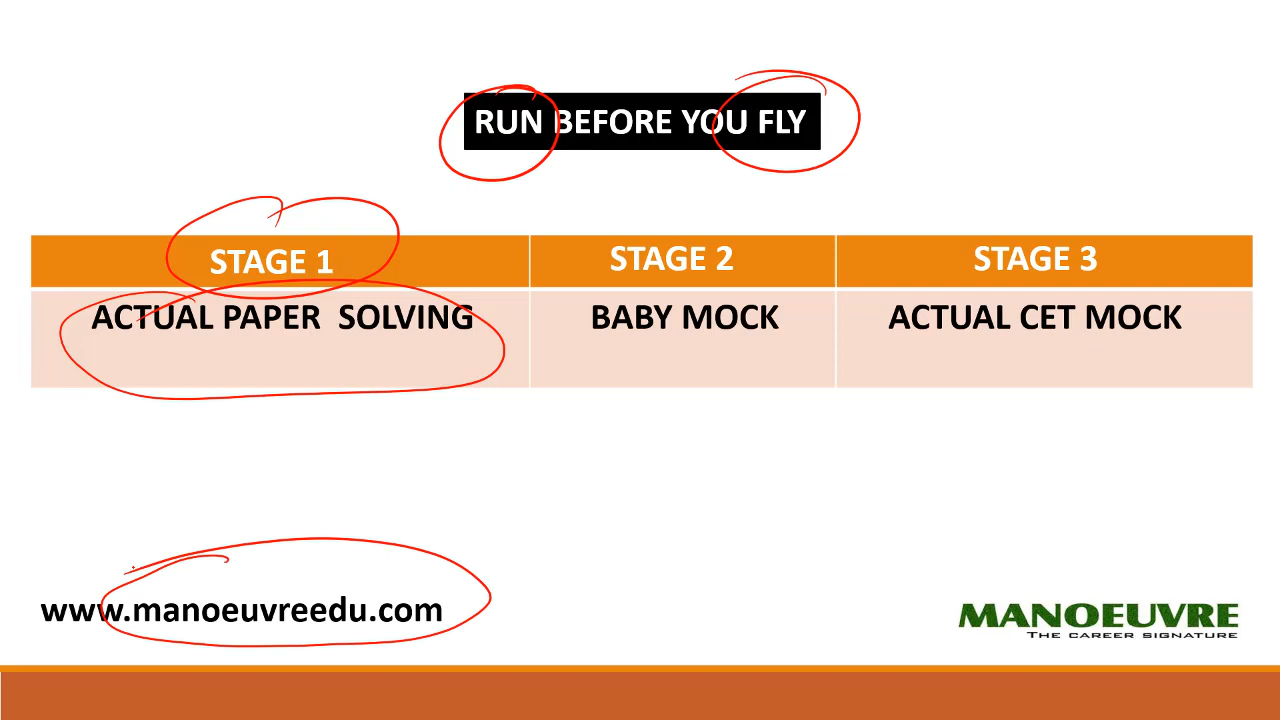 RUN BEFORE YOU FLY
STAGE 1 STAGE 2 STAGE 3
ACTUAL PAPER SOLVING BABY MOCK ACTUAL CET MOCK
www.manoeuvreedu.com
MANOEUVRE
THE CAREER SIGNATURE